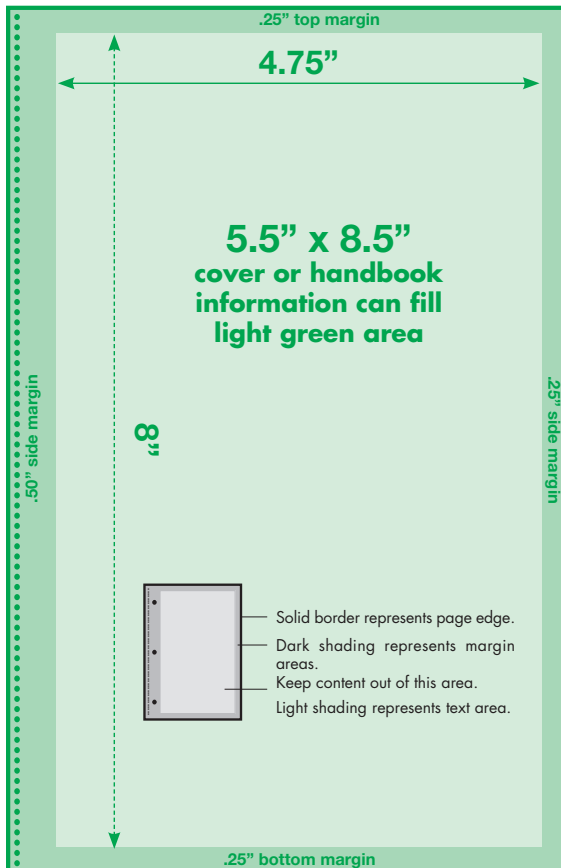 .25” top margin
4.75”
5.5” x 8.5”
cover or handbook
information can fill
light green area
.50” side margin
8”
.25” side margin
Solid border represents page edge.
Dark shading represents margin
areas.
Keep content out of this area.
Light shading represents text area.
.25” bottom margin